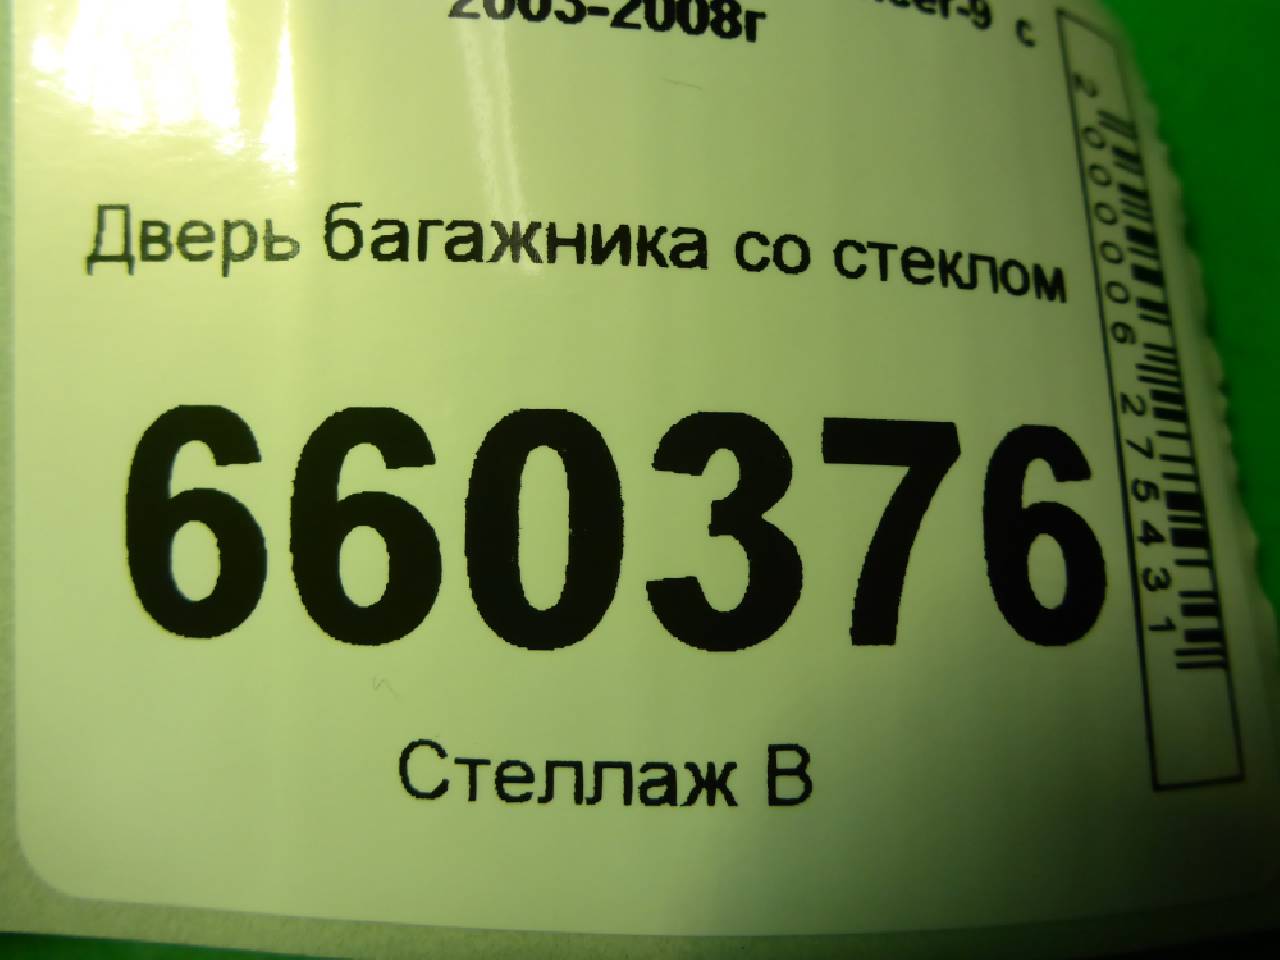 с
2003-2008г
Дверь багажника со стеклом
660376
Стеллаж В
2000006275431